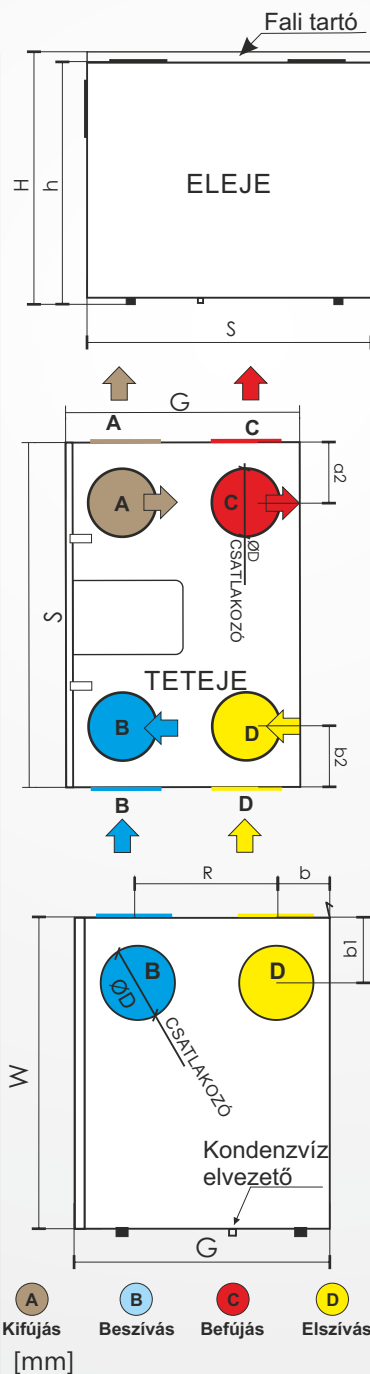 Fali tartó
H
h
ELEJE
S
G
A
C
a2
A
C
ØD
CSATLAKOZÓ
S
TETEJE
B
D
b2
B
D
R
b
B
D
b1
ØD
CSATLAKOZÓ
W
Kondenzvíz
elvezető
G
A
B
C
D
Kifújás
Beszívás
Befújás
Elszívás
[mm]